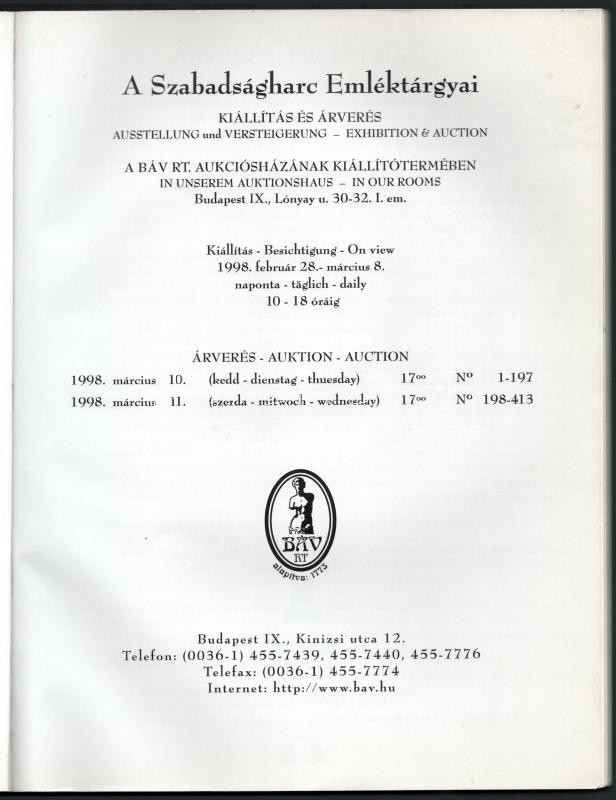 A Szabadságharc Emléktárgyai
KIÁLLÍTÁS ÉS ÁRVERÉS
AUSSTELLUNG und VERSTEIGERUNG – EXHIBITION & AUCTION
A BÁV RT. AUKCIÓSHÁZÁNAK KIÁLLÍTÓTERMÉBEN
IN UNSEREM AUKTIONSHAUS – IN OUR ROOMS
Budapest IX., Lónyay u. 30-32. I. em.
Kiállítás - Besichtigung - On view
1998. február 28.- március 8.
naponta - täglich - daily
10 - 18 óráig
ÁRVERÉS - AUKTION - AUCTION
1998. március 10. (kedd - dienstag - thuesday) 17⁰⁰ Nº 1-197
1998. március 11. (szerda - mitwoch - wednesday) 17⁰⁰ Nº 198-413
BÁV
RT
alapítva: 1773
Budapest IX., Kinizsi utca 12.
Telefon: (0036-1) 455-7439, 455-7440, 455-7776
Telefax: (0036-1) 455-7774
Internet: http://www.bav.hu